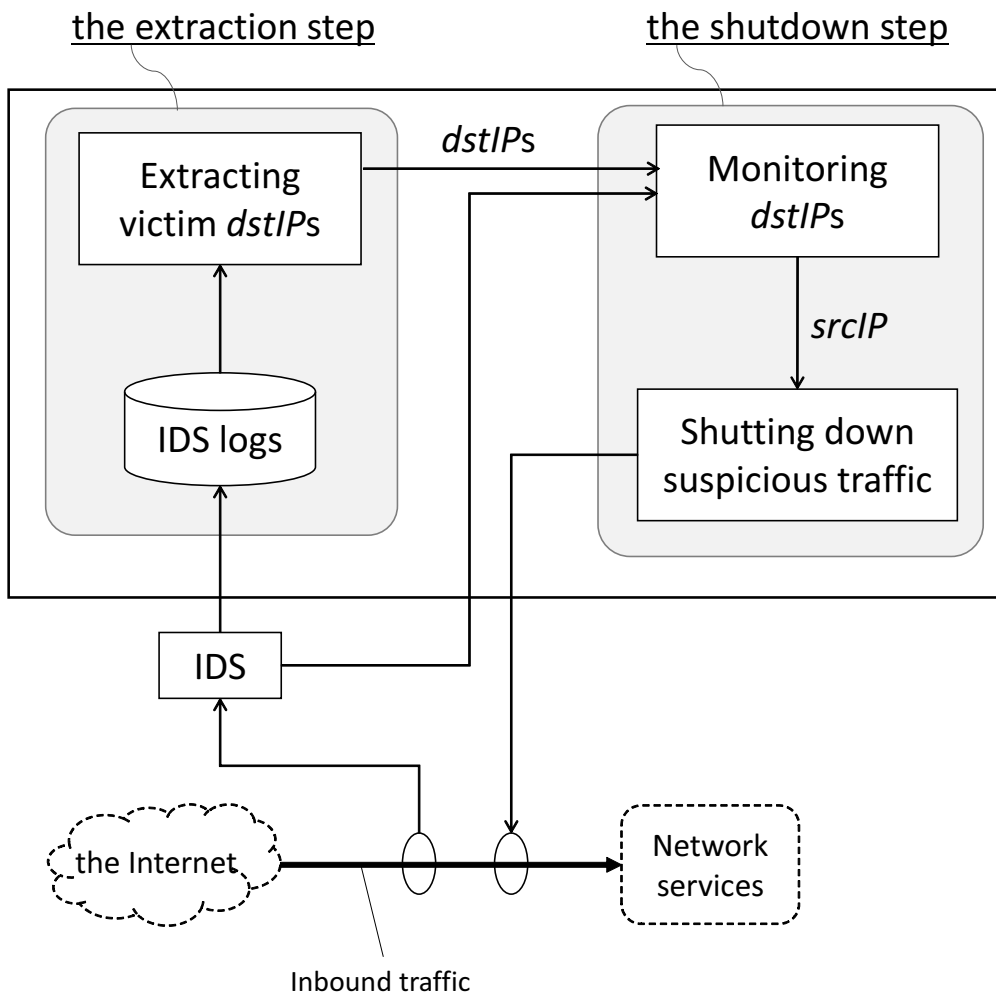 the extraction step
the shutdown step
Extracting
victim dstIPs
dstIPs
Monitoring
dstIPs
srcIP
IDS logs
Shutting down
suspicious traffic
IDS
the Internet
Network
services
Inbound traffic